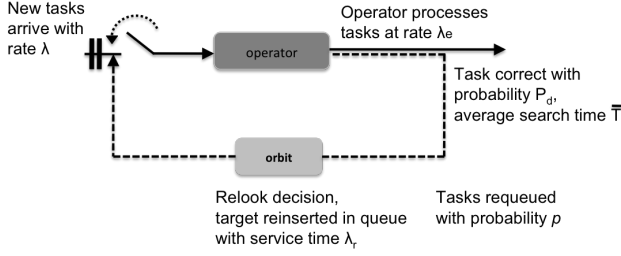 New tasks
arrive with
rate λ
Operator processes
tasks at rate λe
operator
Task correct with
probability Pd,
average search time T̿
orbit
Relook decision,
target reinserted in queue
with service time λr
Tasks requeued
with probability p